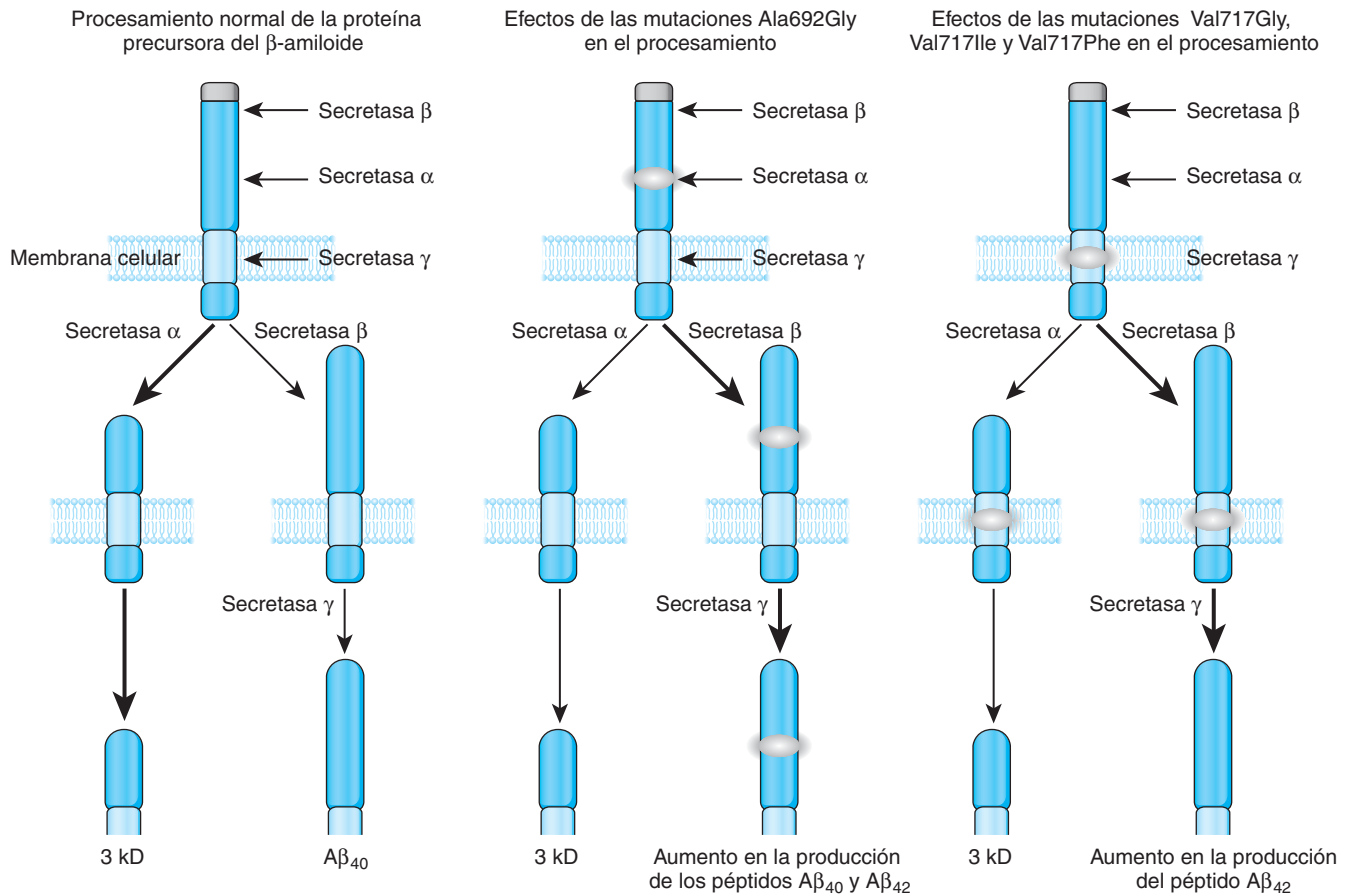 Procesamiento normal de la proteína
precursora del β-amiloide
Secretasa β
Secretasa α
Membrana celular
Secretasa γ
Secretasa α
Secretasa β
Secretasa γ
3 kD
Aβ40
Efectos de las mutaciones Ala692Gly
en el procesamiento
Secretasa β
Secretasa α
Secretasa γ
Secretasa α
Secretasa β
Secretasa γ
3 kD
Aumento en la producción
de los péptidos Aβ40 y Aβ42
Efectos de las mutaciones Val717Gly,
Val717Ile y Val717Phe en el procesamiento
Secretasa β
Secretasa α
Secretasa γ
Secretasa α
Secretasa β
Secretasa γ
3 kD
Aumento en la producción
del péptido Aβ42